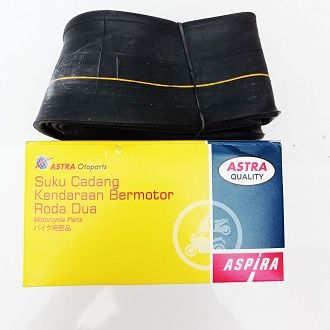 ASTRA Otoparts
Suku Cadang
Kendaraan Bermotor
Roda Dua
Motorcycle Parts
バイク用部品
ASTRA
QUALITY
ASPIRA